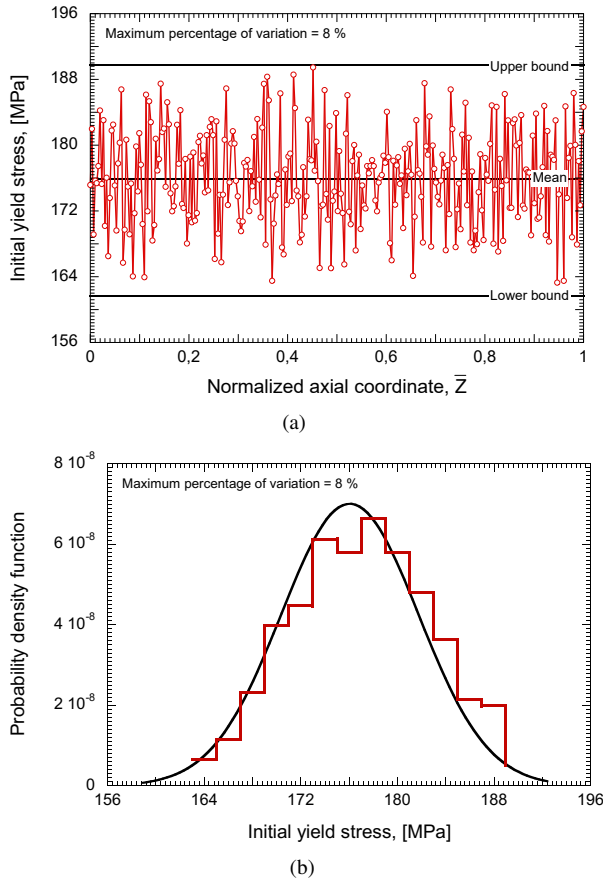 196
Maximum percentage of variation = 8 %
188
Upper bound
180
Mean
172
164
Lower bound
156
0
0,2
0,4
0,6
0,8
1
Initial yield stress, [MPa]
Normalized axial coordinate, Z̅
(a)
8 10⁻⁸
Maximum percentage of variation = 8 %
6 10⁻⁸
4 10⁻⁸
2 10⁻⁸
0
156
164
172
180
188
196
Probability density function
Initial yield stress, [MPa]
(b)